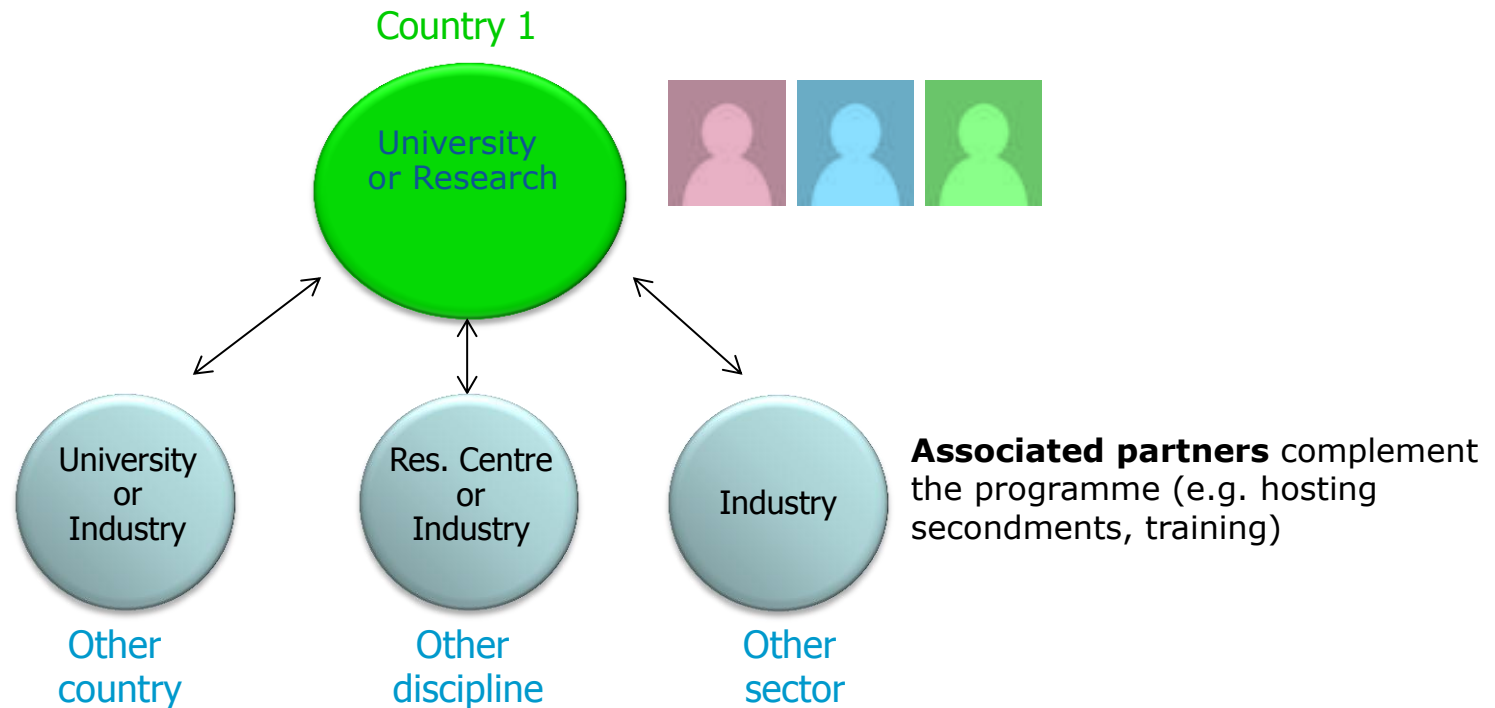 Country 1
University
or Research
University
or
Industry
Res. Centre
or
Industry
Industry
Associated partners complement
the programme (e.g. hosting
secondments, training)
Other
country
Other
discipline
Other
sector